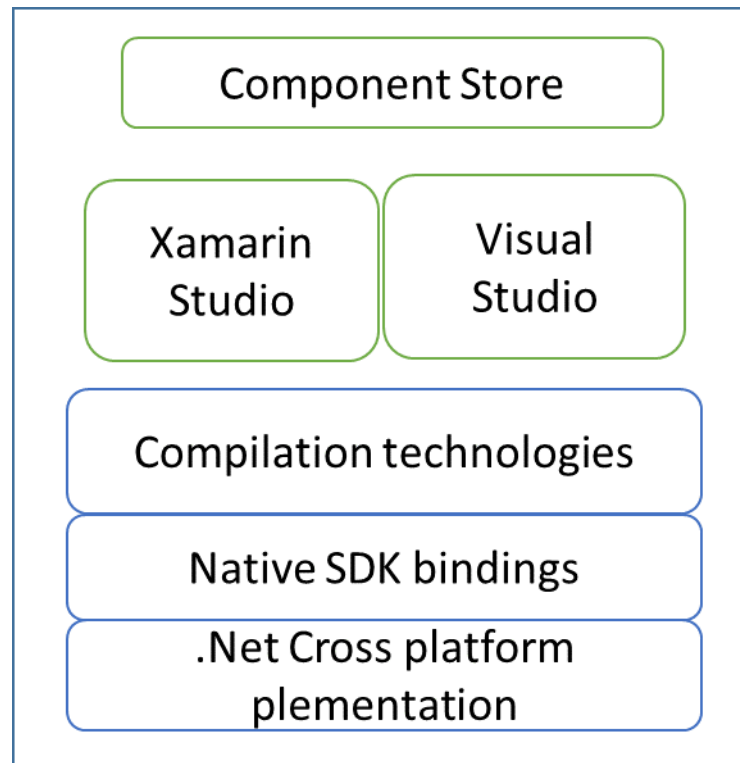 Component Store
Xamarin
Studio
Visual
Studio
Compilation technologies
Native SDK bindings
.Net Cross platform
plementation